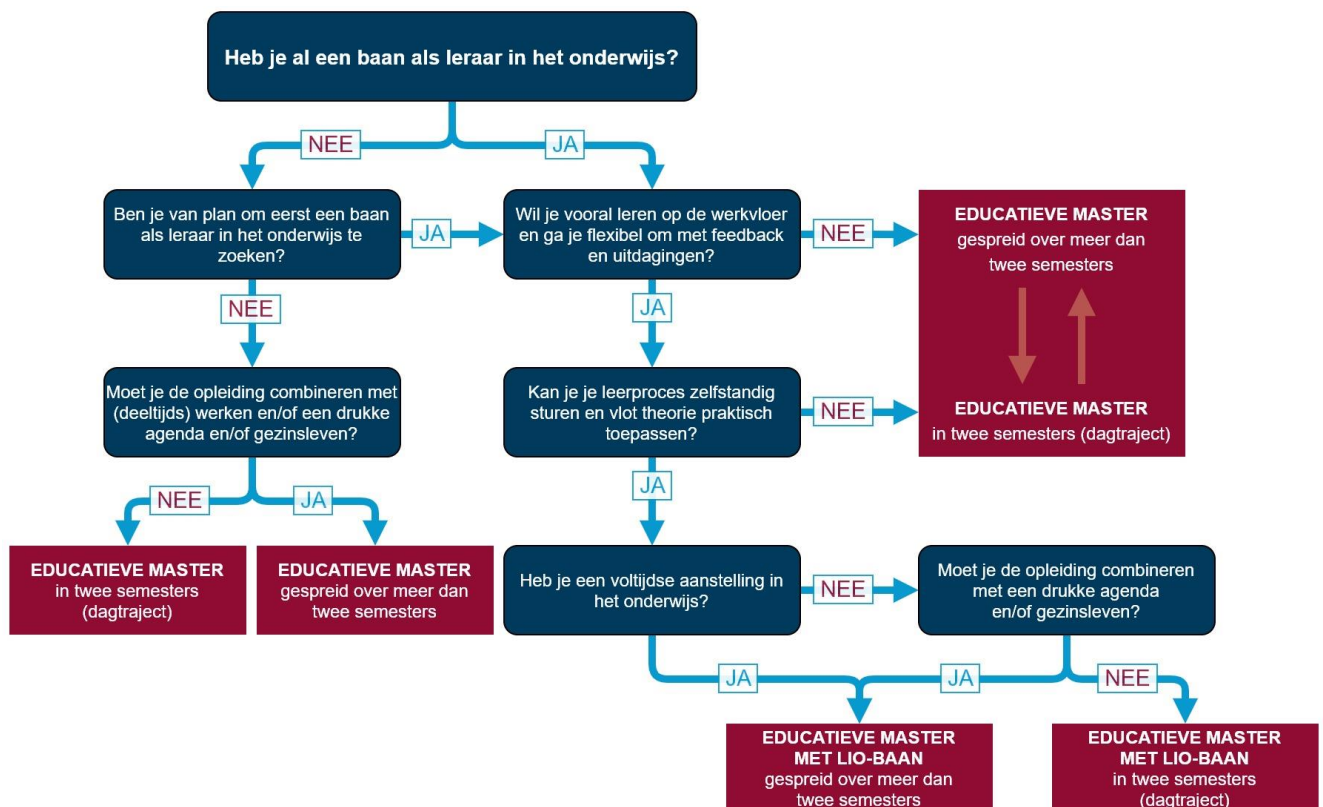 Heb je al een baan als leraar in het onderwijs?
NEE
JA
Ben je van plan om eerst een baan
als leraar in het onderwijs te
zoeken?
JA
Wil je vooral leren op de werkvloer
en ga je flexibel om met feedback
en uitdagingen?
NEE
EDUCATIEVE MASTER
gespreid over meer dan
twee semesters
NEE
JA
Moet je de opleiding combineren met
(deeltijds) werken en/of een drukke
agenda en/of gezinsleven?
Kan je je leerproces zelfstandig
sturen en vlot theorie praktisch
toepassen?
NEE
EDUCATIEVE MASTER
in twee semesters (dagtraject)
NEE
JA
JA
EDUCATIEVE MASTER
in twee semesters
(dagtraject)
EDUCATIEVE MASTER
gespreid over meer dan
twee semesters
Heb je een voltijdse aanstelling in
het onderwijs?
NEE
Moet je de opleiding combineren
met een drukke agenda
en/of gezinsleven?
JA
JA
NEE
EDUCATIEVE MASTER
MET LIO-BAAN
gespreid over meer dan
twee semesters
EDUCATIEVE MASTER
MET LIO-BAAN
in twee semesters
(dagtraject)